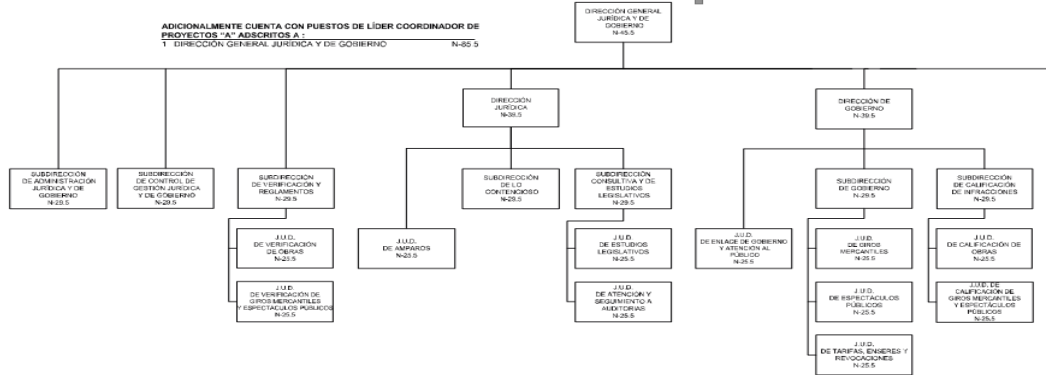 ADICIONALMENTE CUENTA CON PUESTOS DE LÍDER COORDINADOR DE
PROYECTOS "A" ADSCRITOS A :
1 DIRECCIÓN GENERAL JURÍDICA Y DE GOBIERNO N-85.5
DIRECCIÓN GENERAL
JURÍDICA Y DE
GOBIERNO
N-45.5
DIRECCIÓN
JURÍDICA
N-39.5
DIRECCIÓN DE
GOBIERNO
N-39.5
SUBDIRECCIÓN
DE ADMINISTRACIÓN
JURÍDICA Y DE
GOBIERNO
N-29.5
SUBDIRECCIÓN
DE CONTROL DE
GESTIÓN JURÍDICA
Y DE GOBIERNO
N-29.5
SUBDIRECCIÓN
DE VERIFICACIÓN Y
REGLAMENTOS
N-29.5
J.U.D.
DE VERIFICACIÓN
DE OBRAS
N-25.5
J.U.D.
DE VERIFICACIÓN DE
GIROS MERCANTILES
Y ESPECTACULOS PÚBLICOS
N-25.5
J.U.D.
DE AMPAROS
N-25.5
SUBDIRECCIÓN
DE LO
CONTENCIOSO
N-29.5
SUBDIRECCIÓN
CONSULTIVA Y DE
ESTUDIOS
LEGISLATIVOS
N-29.5
J.U.D.
DE ESTUDIOS
LEGISLATIVOS
N-25.5
J.U.D.
DE ATENCIÓN Y
SEGUIMIENTO A
AUDITORIAS
N-25.5
J.U.D.
DE ENLACE DE GOBIERNO
Y ATENCIÓN AL
PÚBLICO
N-25.5
SUBDIRECCIÓN
DE GOBIERNO
N-29.5
J.U.D.
DE GIROS
MERCANTILES
N-25.5
J.U.D.
DE ESPECTACULOS
PÚBLICOS
N-25.5
J.U.D.
DE TARIFAS, ENSERES Y
REVOCACIONES
N-25.5
SUBDIRECCIÓN
DE CALIFICACIÓN
DE INFRACCIONES
N-29.5
J.U.D.
DE CALIFICACIÓN DE
OBRAS
N-25.5
J.U.D. DE
CALIFICACIÓN DE
GIROS MERCANTILES
Y ESPECTÁCULOS
PÚBLICOS
N-25.5